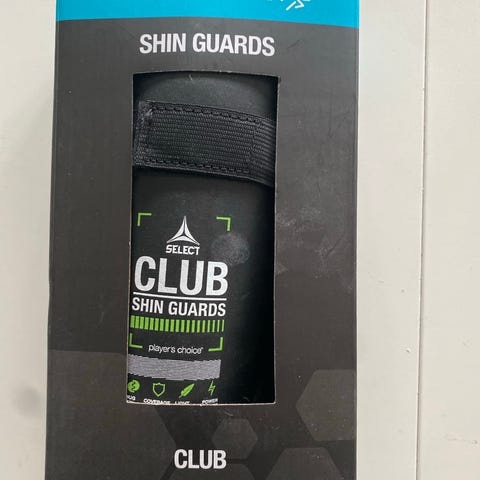 SHIN GUARDS
SELECT
CLUB
SHIN GUARDS
player's choice
COVERAGE LIGHT POWER
CLUB